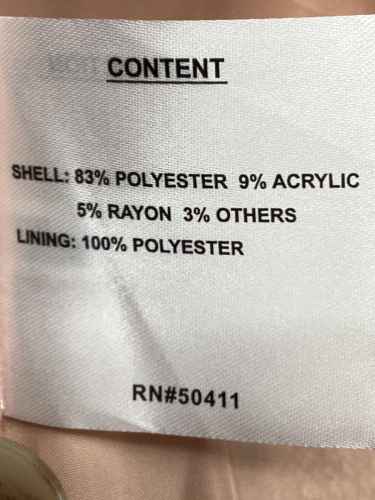 CONTENT
SHELL: 83% POLYESTER 9% ACRYLIC
5% RAYON 3% OTHERS
LINING: 100% POLYESTER
RN#50411